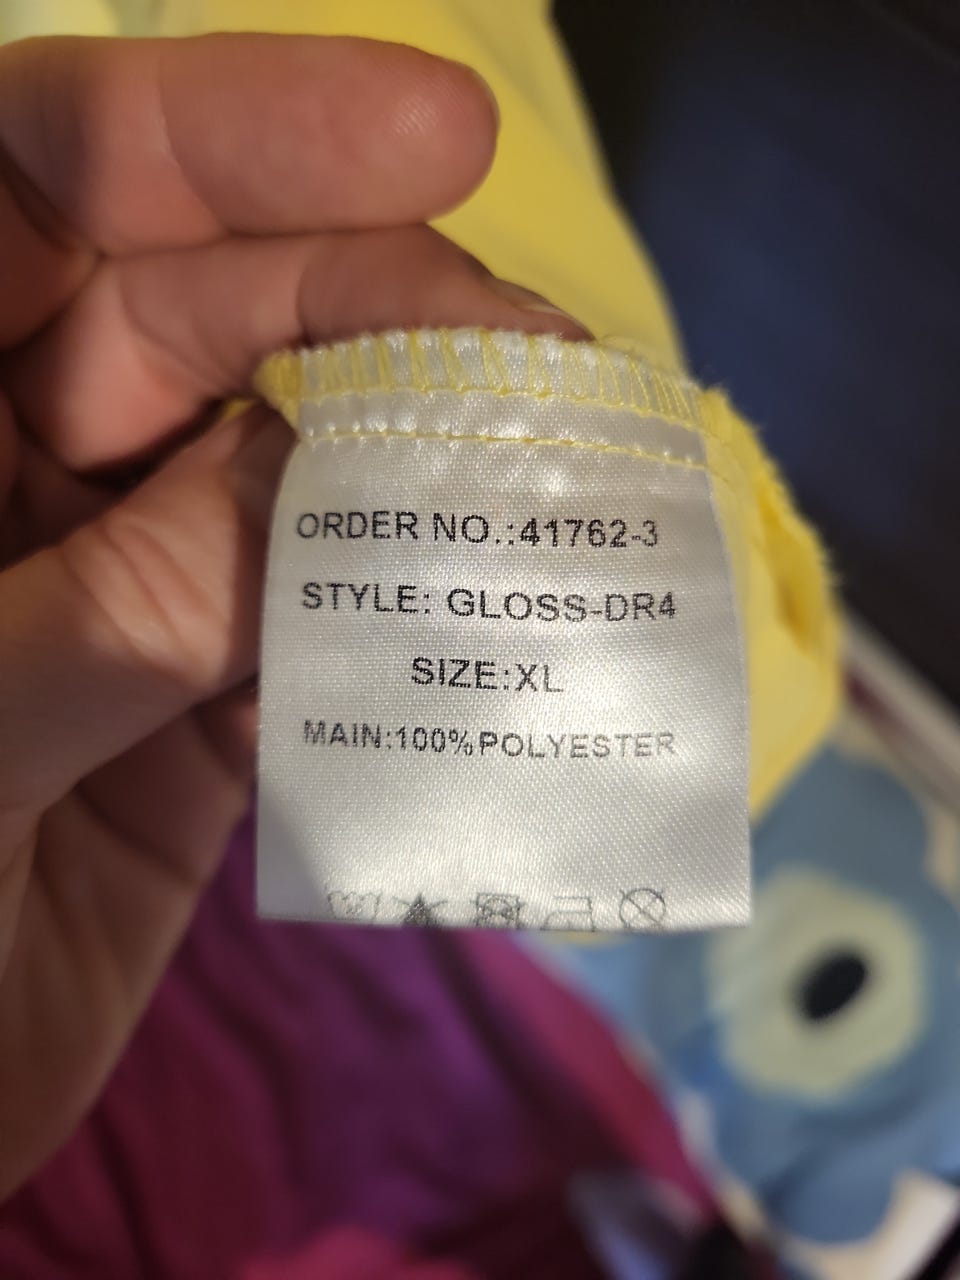 ORDER NO.:41762-3
STYLE: GLOSS-DR4
SIZE:XL
MAIN:100%POLYESTER